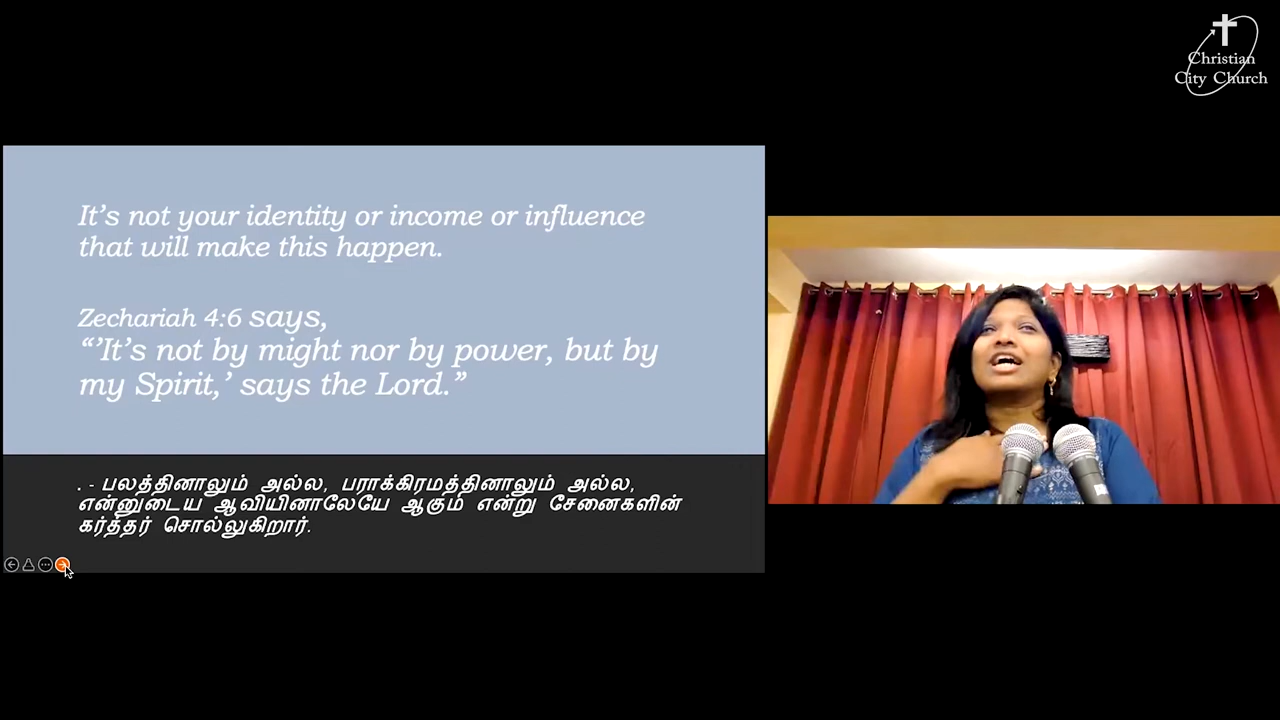 Christian
City Church
It's not your identity or income or influence
that will make this happen.
Zechariah 4:6 says,
“’It’s not by might nor by power, but by
my Spirit,’ says the Lord.”
. - பலத்தினாலும் அல்ல, பராக்கிரமத்தினாலும் அல்ல,
என்னுடைய ஆவியினாலேயே ஆகும் என்று சேனைகளின்
கர்த்தர் சொல்லுகிறார்.